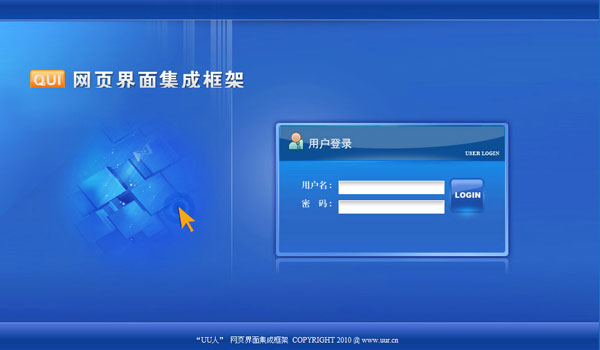 QUI 网页界面集成框架
用户登录
USER LOGIN
用户名：
密 码：
LOGIN
“UU人” 网页界面集成框架 COPYRIGHT 2010 @ www.uur.cn